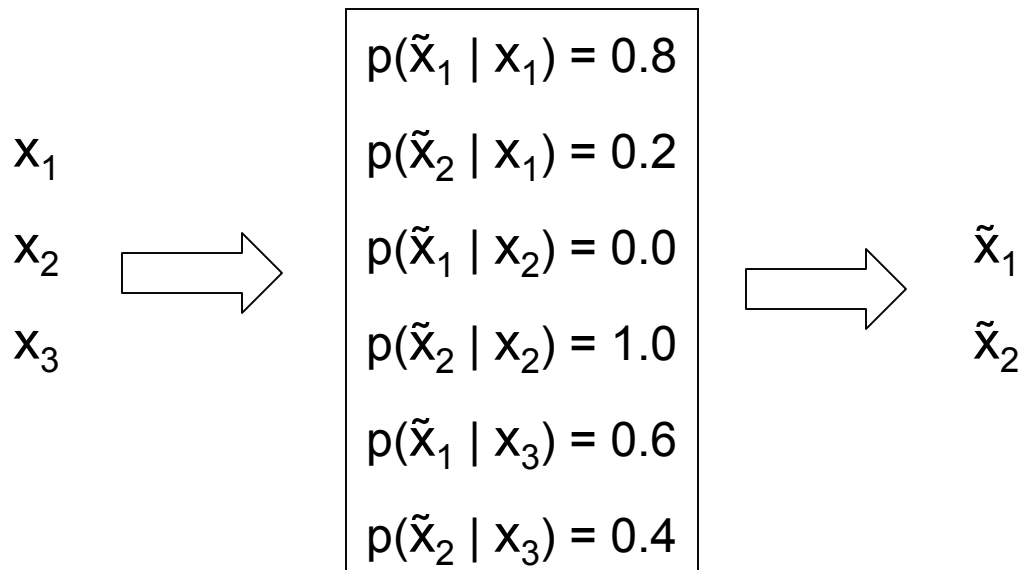 x₁
x₂
x₃
p(x̃₁ | x₁) = 0.8
p(x̃₂ | x₁) = 0.2
p(x̃₁ | x₂) = 0.0
p(x̃₂ | x₂) = 1.0
p(x̃₁ | x₃) = 0.6
p(x̃₂ | x₃) = 0.4
x̃₁
x̃₂